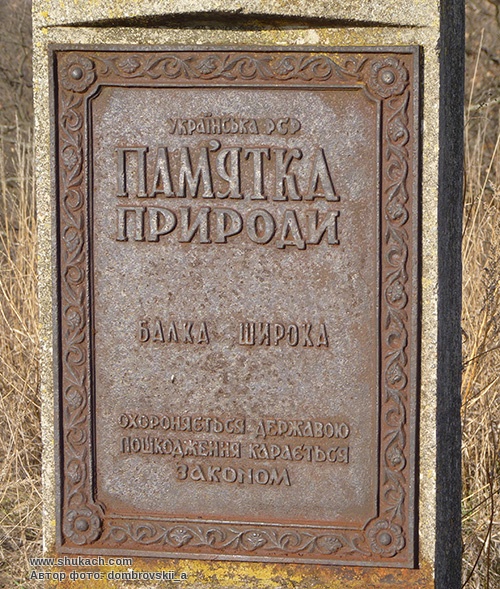 УКРАЇНСЬКА РСР
ПАМ'ЯТКА
ПРИРОДИ
БАЛКА ШИРОКА
ОХОРОНЯЄТЬСЯ ДЕРЖАВОЮ
ПОШКОДЖЕННЯ КАРАЄТЬСЯ
ЗАКОНОМ
www.shukach.com
Автор фото: dombrovskii_a